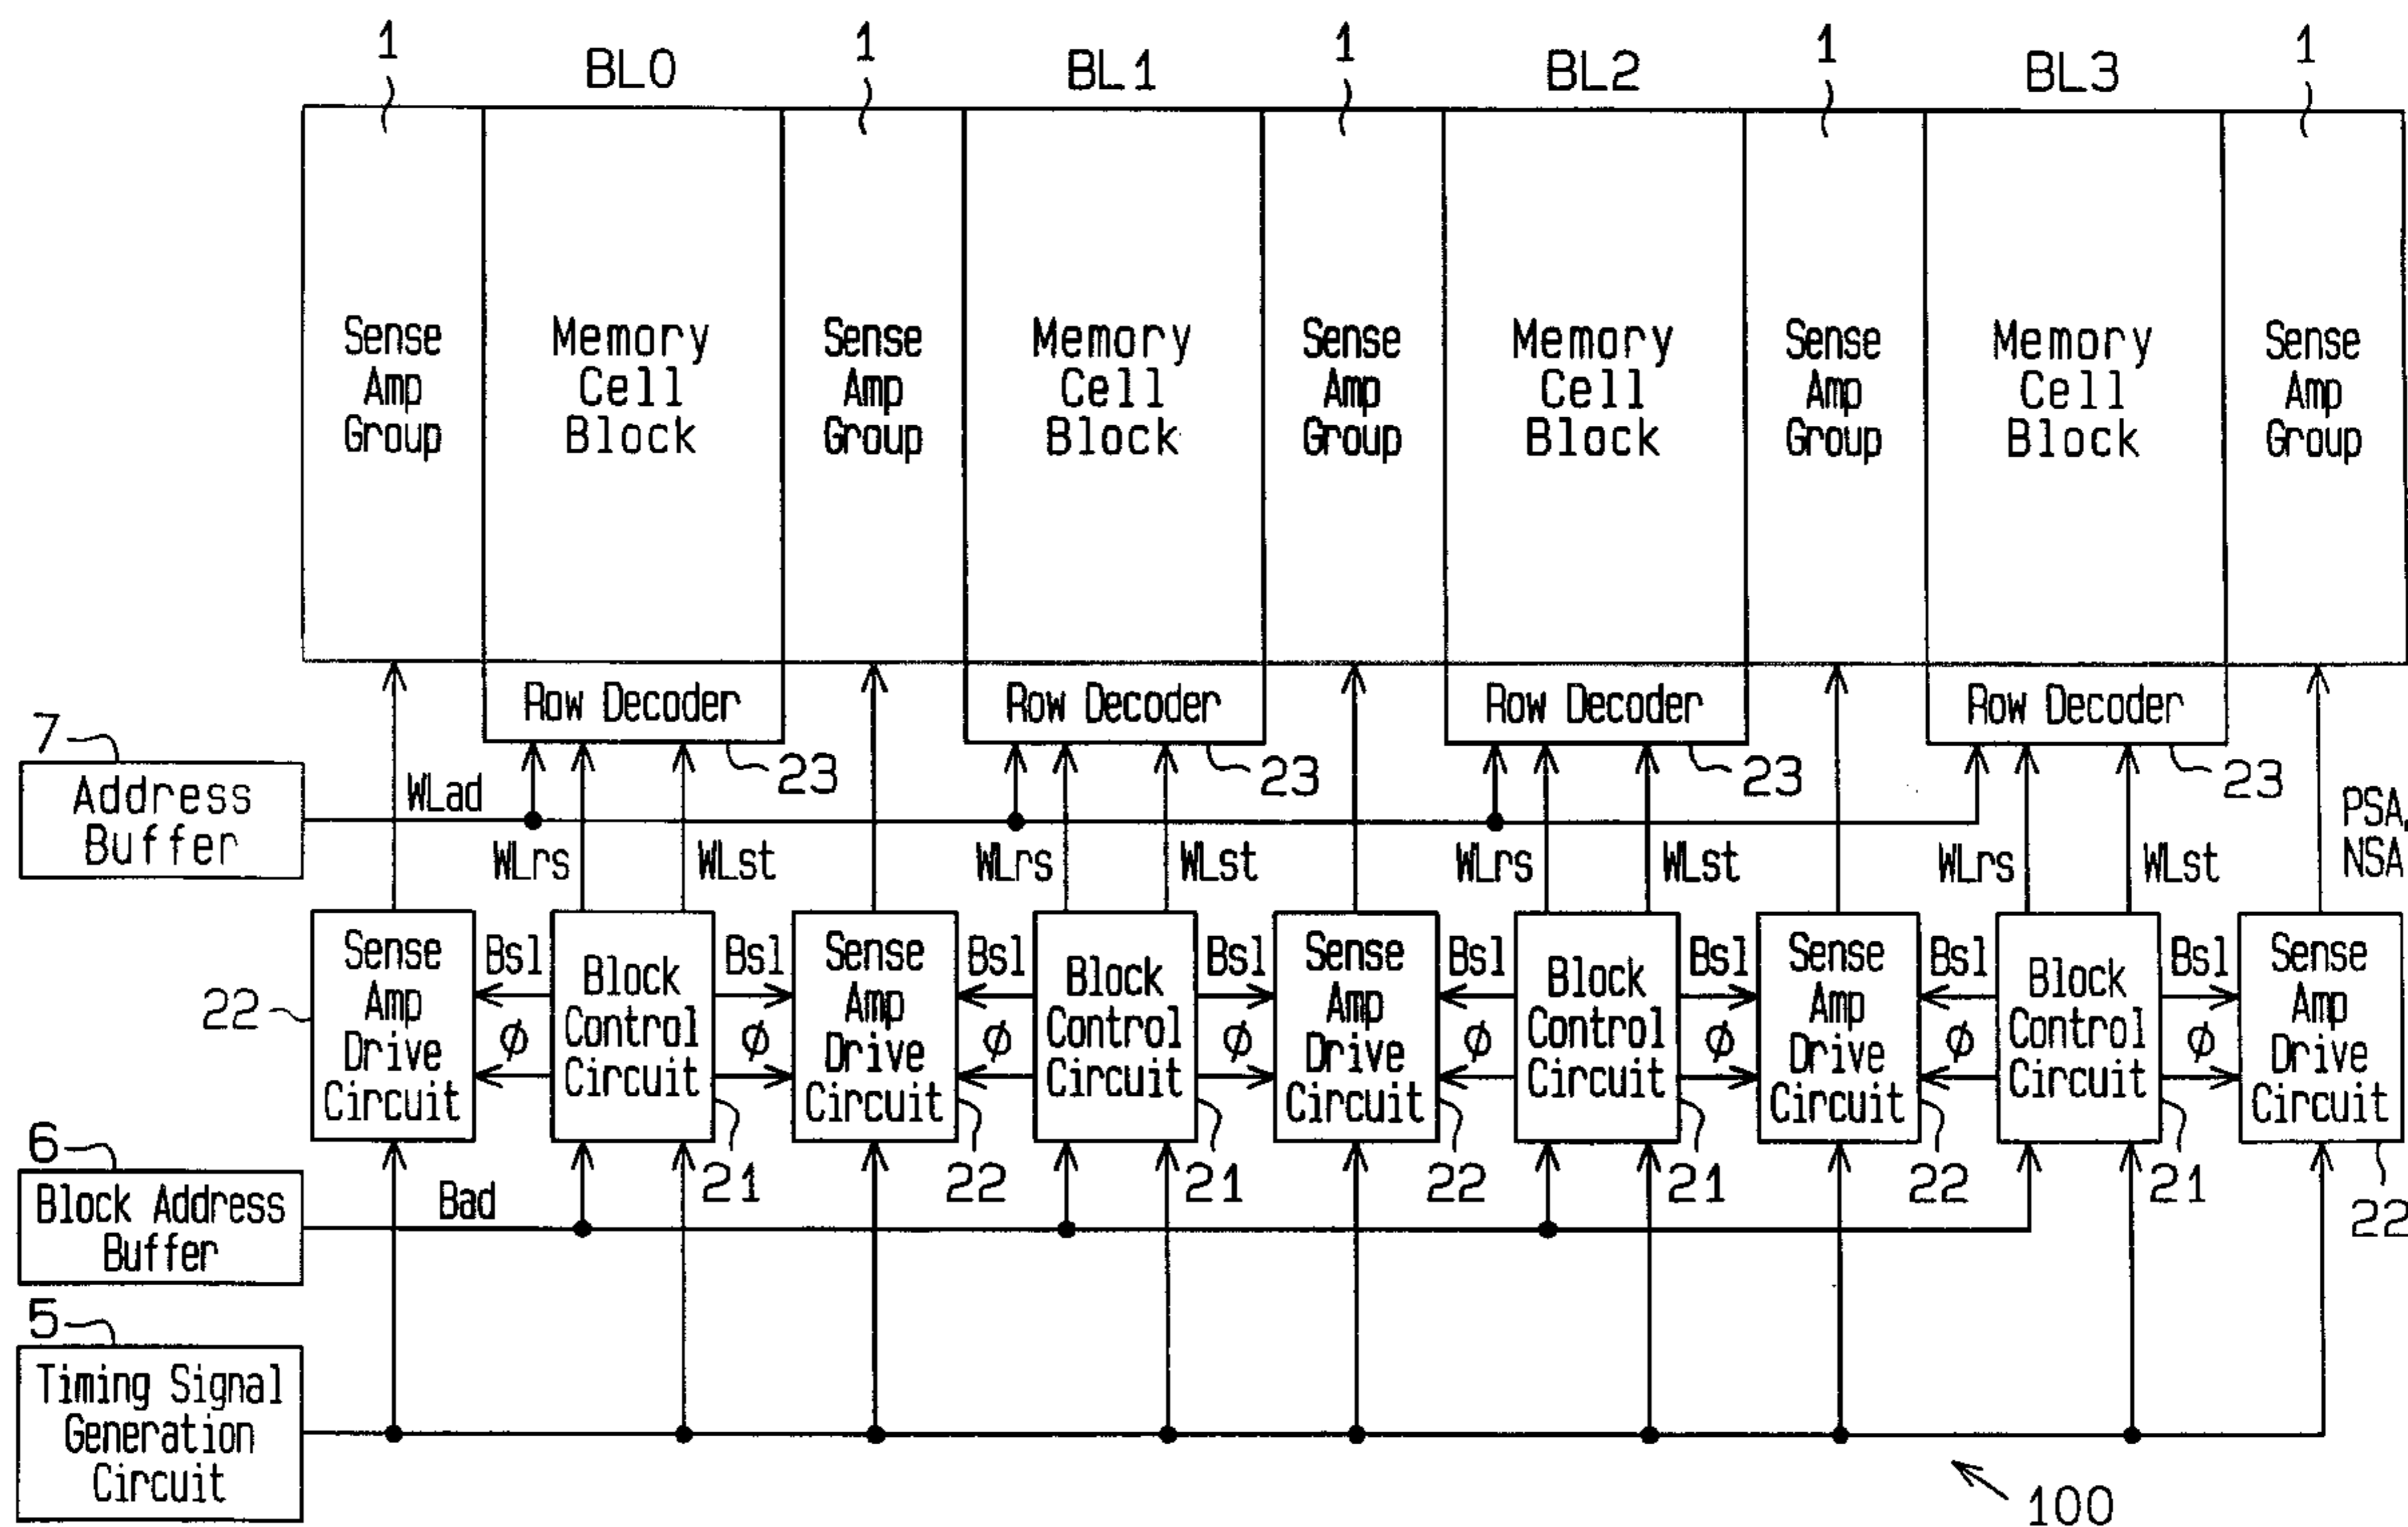 1 BL0 1 BL1 1 BL2 1 BL3 1
Sense Amp Group
Memory Cell Block
Sense Amp Group
Memory Cell Block
Sense Amp Group
Memory Cell Block
Sense Amp Group
Memory Cell Block
Sense Amp Group
Row Decoder Row Decoder Row Decoder Row Decoder
23 23 23 23
7
Address
Buffer
WLad
WLrs WLst WLrs WLst WLrs WLst WLrs WLst
PSA,
NSA
22
Sense Amp Drive Circuit
Bsl
ϕ
Block Control Circuit
Bsl
ϕ
Sense Amp Drive Circuit
Bsl
ϕ
Block Control Circuit
Bsl
ϕ
Sense Amp Drive Circuit
Bsl
ϕ
Block Control Circuit
Bsl
ϕ
Sense Amp Drive Circuit
Bsl
ϕ
Block Control Circuit
Bsl
ϕ
Sense Amp Drive Circuit
21 22 21 22 21 22 21 22
6
Block Address
Buffer
Bad
5
Timing Signal
Generation
Circuit
100